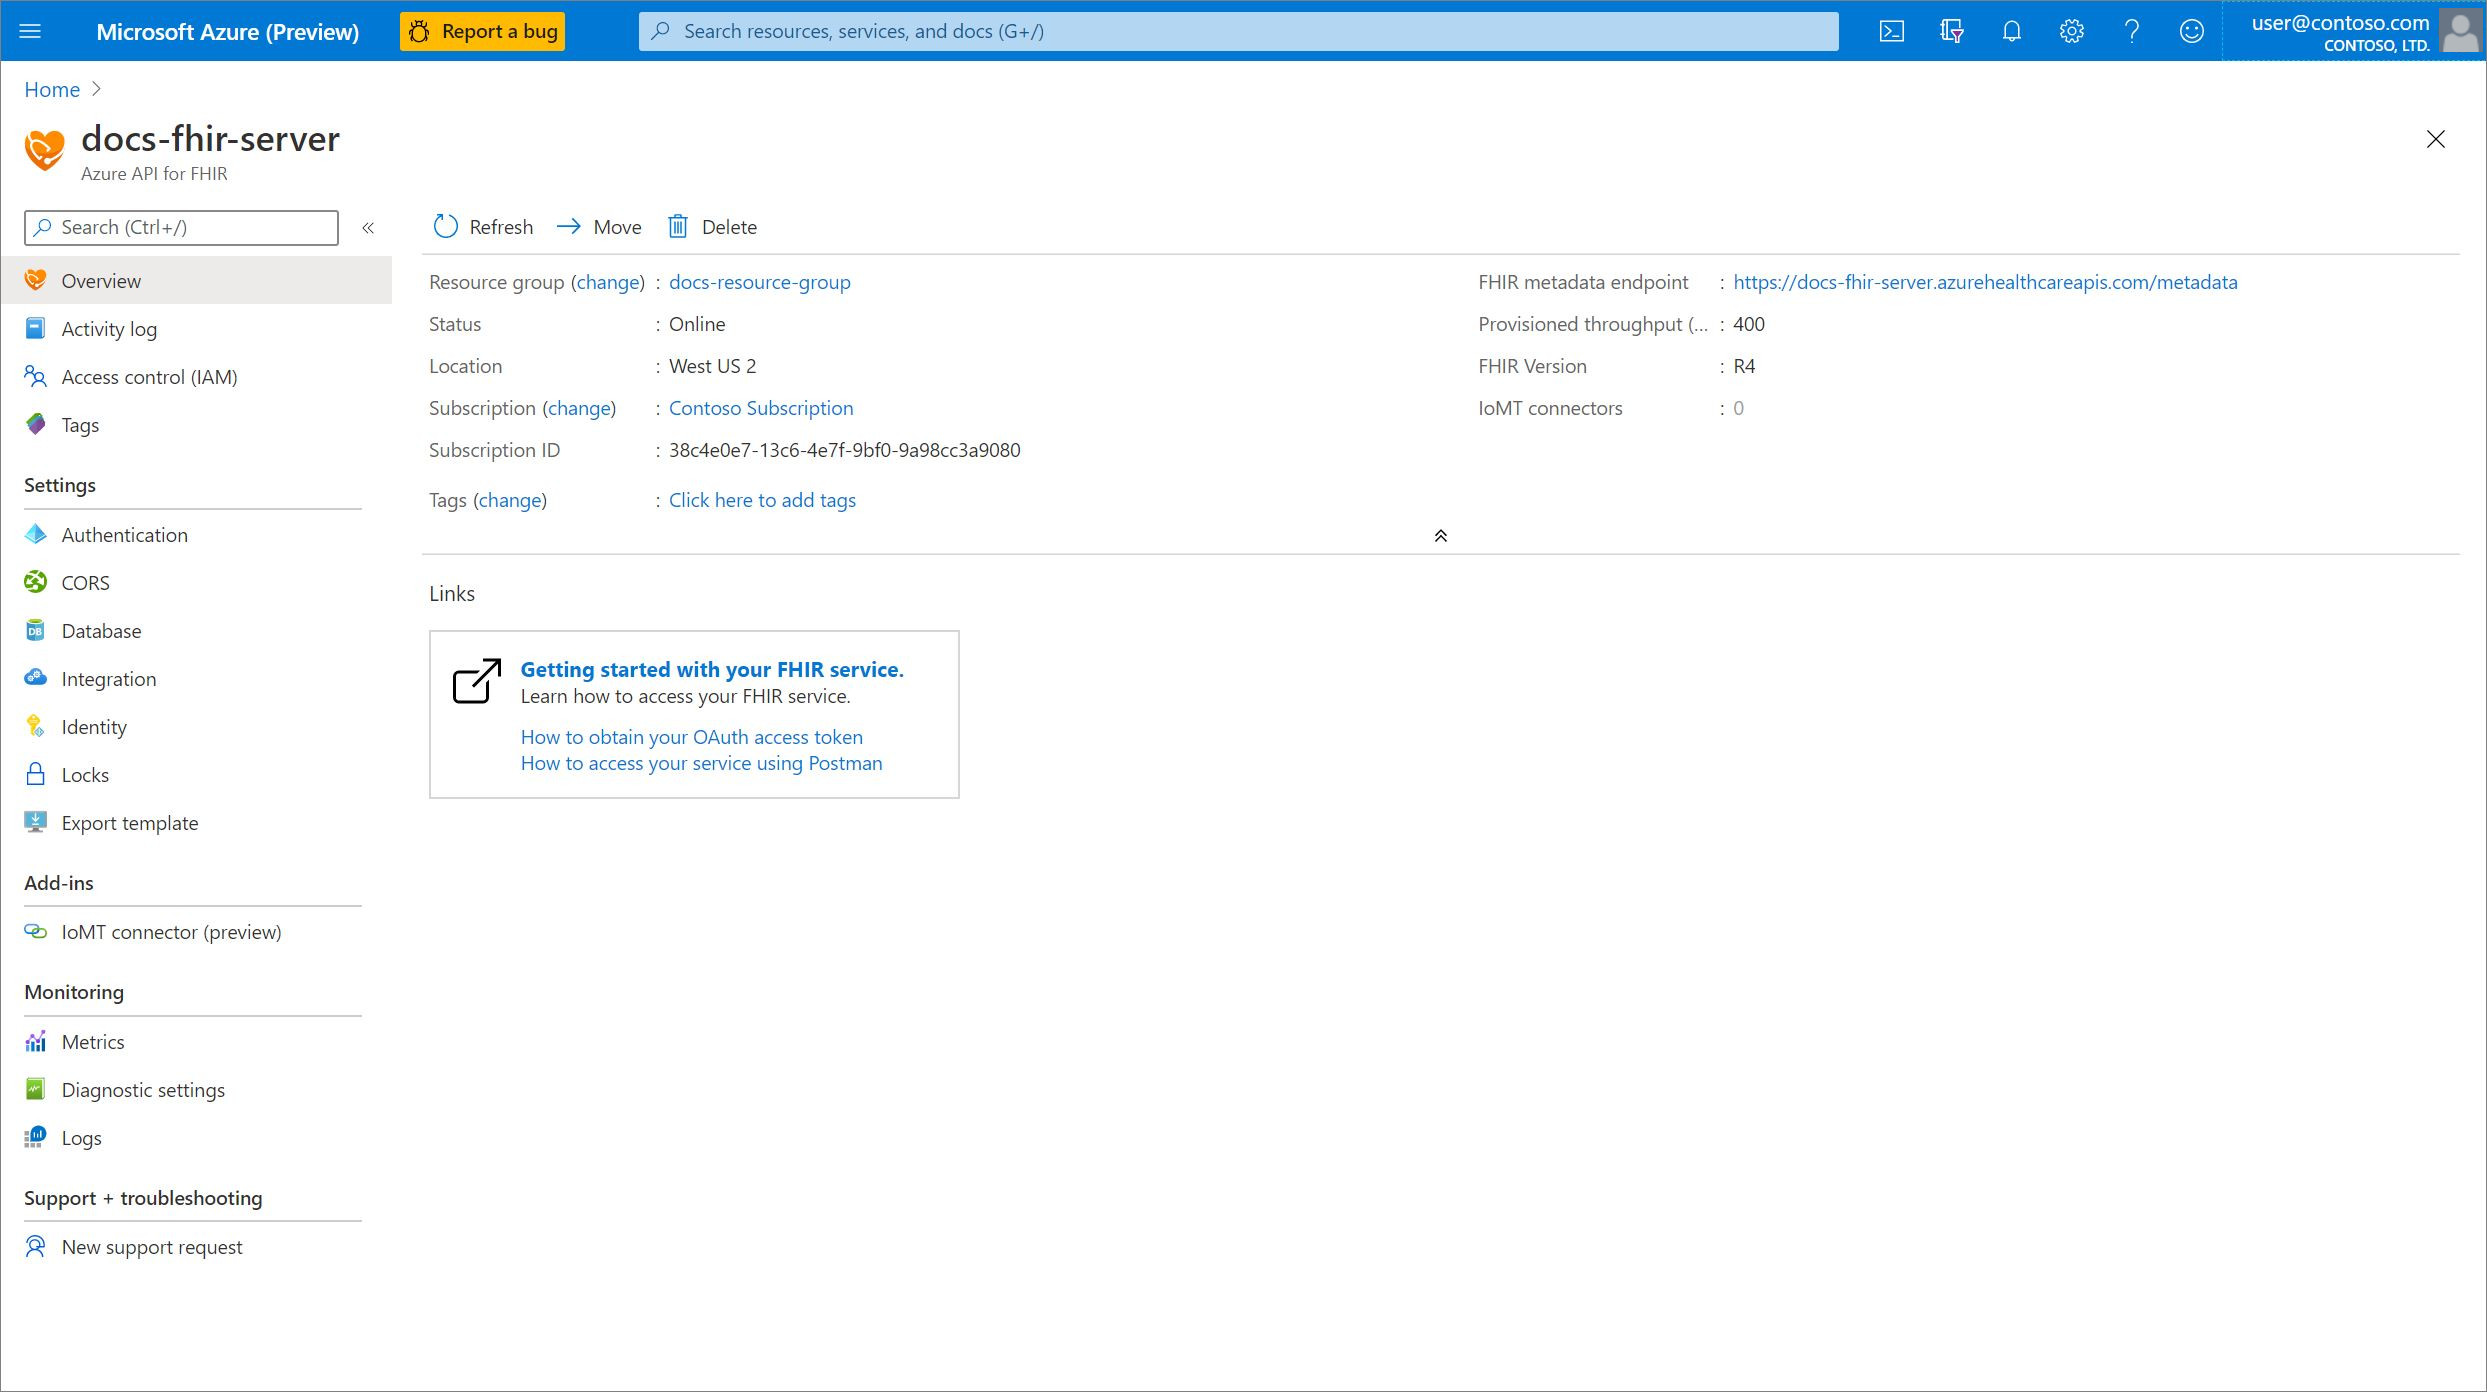 Microsoft Azure (Preview)
Report a bug
Search resources, services, and docs (G+/)
user@contoso.com
CONTOSO, LTD.
Home
docs-fhir-server
Azure API for FHIR
Search (Ctrl+/)
«
Overview
Activity log
Access control (IAM)
Tags
Settings
Authentication
CORS
Database
Integration
Identity
Locks
Export template
Add-ins
IoMT connector (preview)
Monitoring
Metrics
Diagnostic settings
Logs
Support + troubleshooting
New support request
Refresh
Move
Delete
Resource group (change) : docs-resource-group
Status : Online
Location : West US 2
Subscription (change) : Contoso Subscription
Subscription ID : 38c4e0e7-13c6-4e7f-9bf0-9a98cc3a9080
Tags (change) : Click here to add tags
FHIR metadata endpoint : https://docs-fhir-server.azurehealthcareapis.com/metadata
Provisioned throughput (... : 400
FHIR Version : R4
IoMT connectors : 0
Links
Getting started with your FHIR service.
Learn how to access your FHIR service.
How to obtain your OAuth access token
How to access your service using Postman